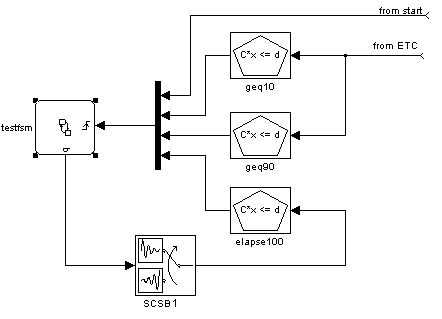 from start
from ETC
C*x <= d
geq10
testfsm
C*x <= d
geq90
C*x <= d
elapse100
SCSB1